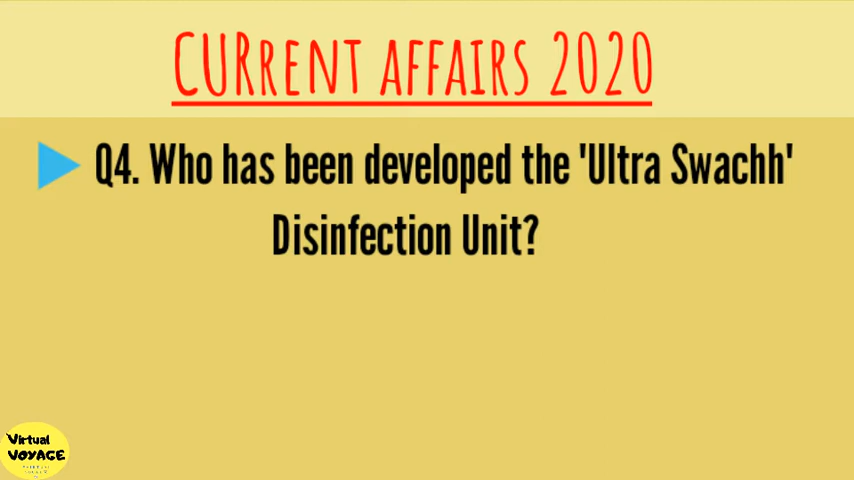 CURRENT AFFAIRS 2020
Q4. Who has been developed the 'Ultra Swachh'
Disinfection Unit?
Virtual
VOYAGE